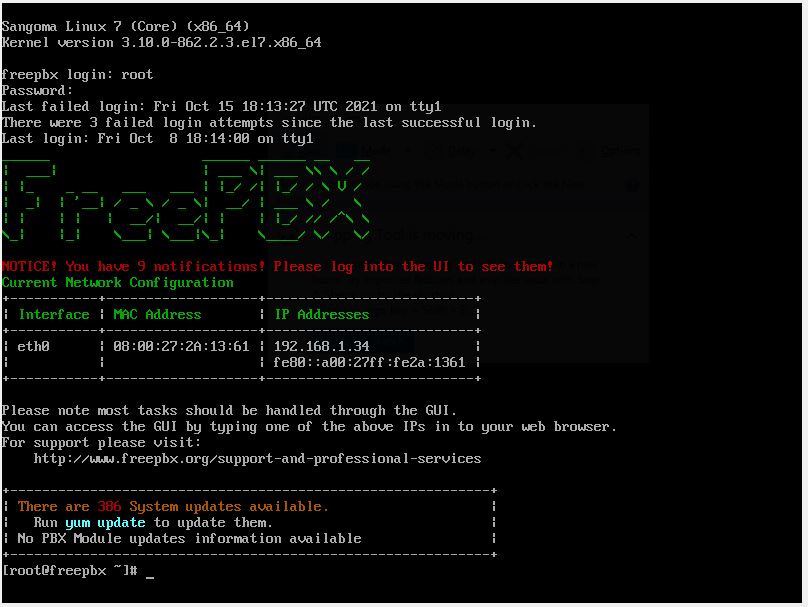 Sangoma Linux 7 (Core) (x86_64)
Kernel version 3.10.0-862.2.3.el7.x86_64
freepbx login: root
Password:
Last failed login: Fri Oct 15 18:13:27 UTC 2021 on tty1
There were 3 failed login attempts since the last successful login.
Last login: Fri Oct  8 18:14:00 on tty1
FreePBX
NOTICE! You have 9 notifications! Please log into the UI to see them!
Current Network Configuration
Interface | MAC Address | IP Addresses
eth0 | 08:00:27:2A:13:61 | 192.168.1.34
fe80::a00:27ff:fe2a:1361
Please note most tasks should be handled through the GUI.
You can access the GUI by typing one of the above IPs in to your web browser.
For support please visit:
http://www.freepbx.org/support-and-professional-services
There are 306 System updates available.
Run yum update to update them.
No PBX Module updates information available
[root@freepbx ~]# _